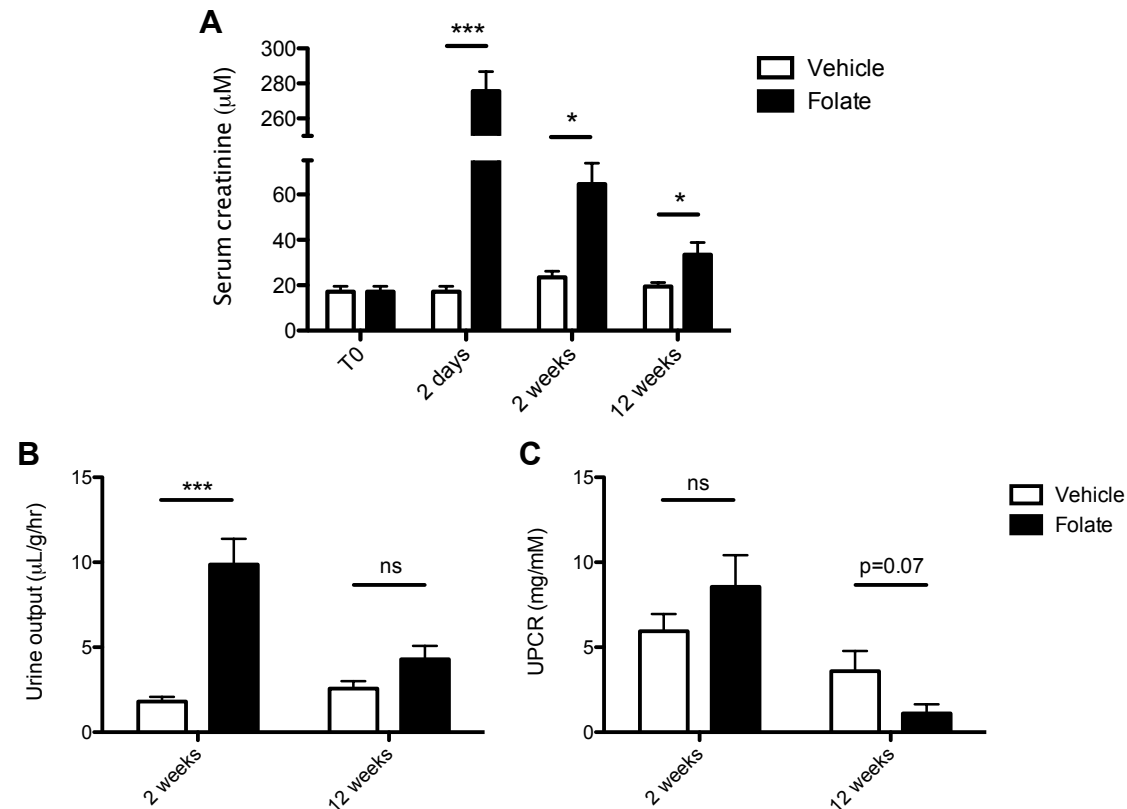 A
Serum creatinine (μM)
300
280
260
60
40
20
0
***
*
*
T0
2 days
2 weeks
12 weeks
Vehicle
Folate
B
Urine output (μL/g/hr)
15
10
5
0
***
ns
2 weeks
12 weeks
C
UPCR (mg/mM)
15
10
5
0
ns
p=0.07
2 weeks
12 weeks
Vehicle
Folate